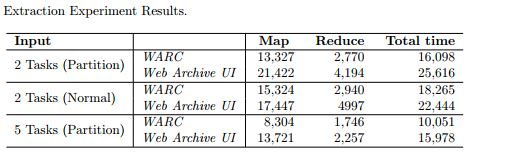 Extraction Experiment Results.
Input Map Reduce Total time
2 Tasks (Partition) WARC 13,327 2,770 16,098
Web Archive UI 21,422 4,194 25,616
2 Tasks (Normal) WARC 15,324 2,940 18,265
Web Archive UI 17,447 4997 22,444
5 Tasks (Partition) WARC 8,304 1,746 10,051
Web Archive UI 13,721 2,257 15,978